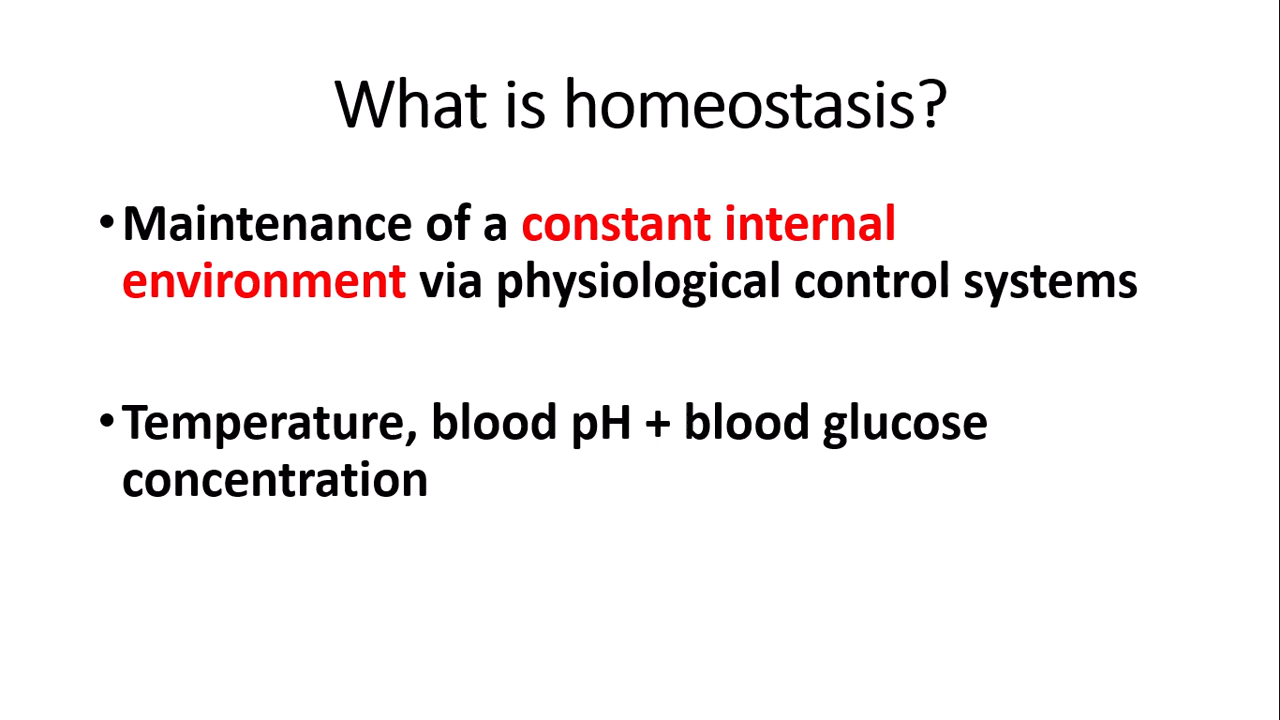 What is homeostasis?
•Maintenance of a constant internal
environment via physiological control systems
•Temperature, blood pH + blood glucose
concentration